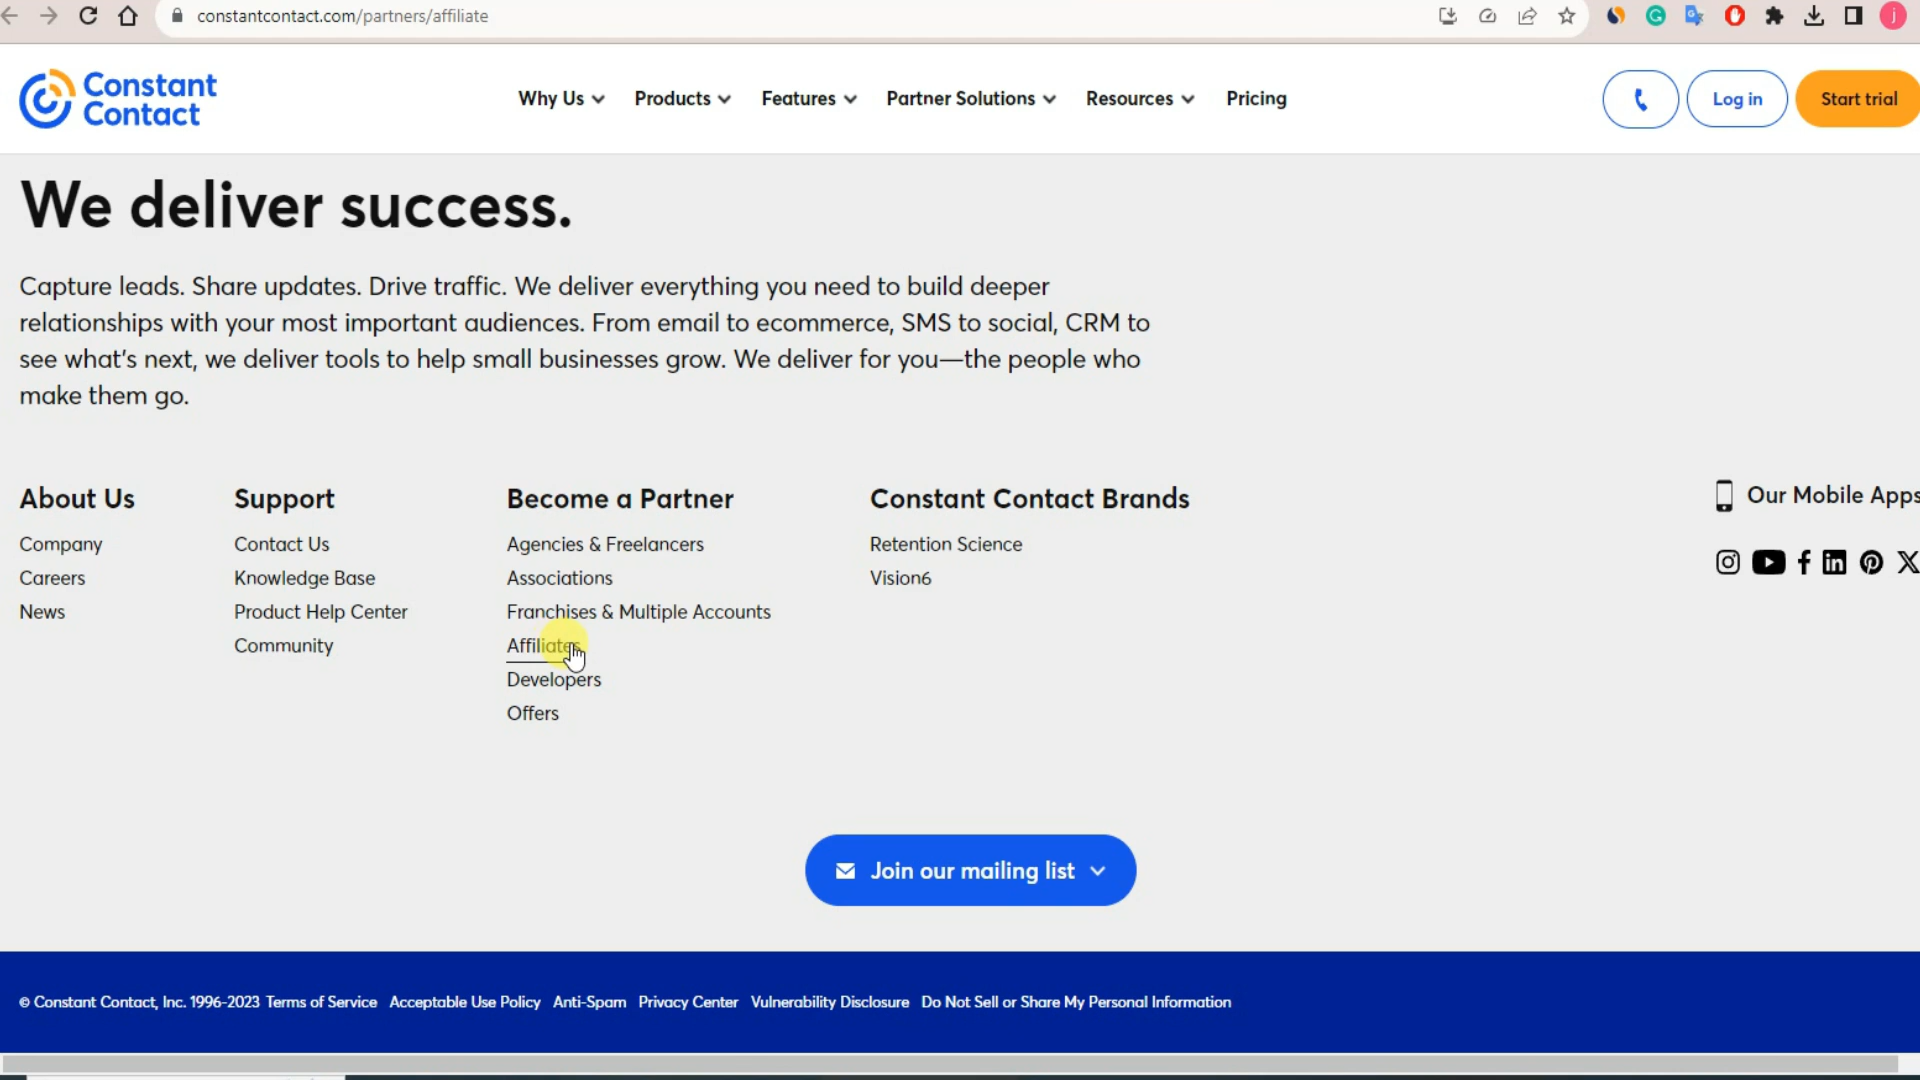 constantcontact.com/partners/affiliate
j
Constant
Contact
Why Us
Products
Features
Partner Solutions
Resources
Pricing
Log in
Start trial
We deliver success.
Capture leads. Share updates. Drive traffic. We deliver everything you need to build deeper
relationships with your most important audiences. From email to ecommerce, SMS to social, CRM to
see what's next, we deliver tools to help small businesses grow. We deliver for you—the people who
make them go.
About Us
Company
Careers
News
Support
Contact Us
Knowledge Base
Product Help Center
Community
Become a Partner
Agencies & Freelancers
Associations
Franchises & Multiple Accounts
Affiliates
Developers
Offers
Constant Contact Brands
Retention Science
Vision6
Our Mobile Apps
Join our mailing list
© Constant Contact, Inc. 1996-2023 Terms of Service Acceptable Use Policy Anti-Spam Privacy Center Vulnerability Disclosure Do Not Sell or Share My Personal Information